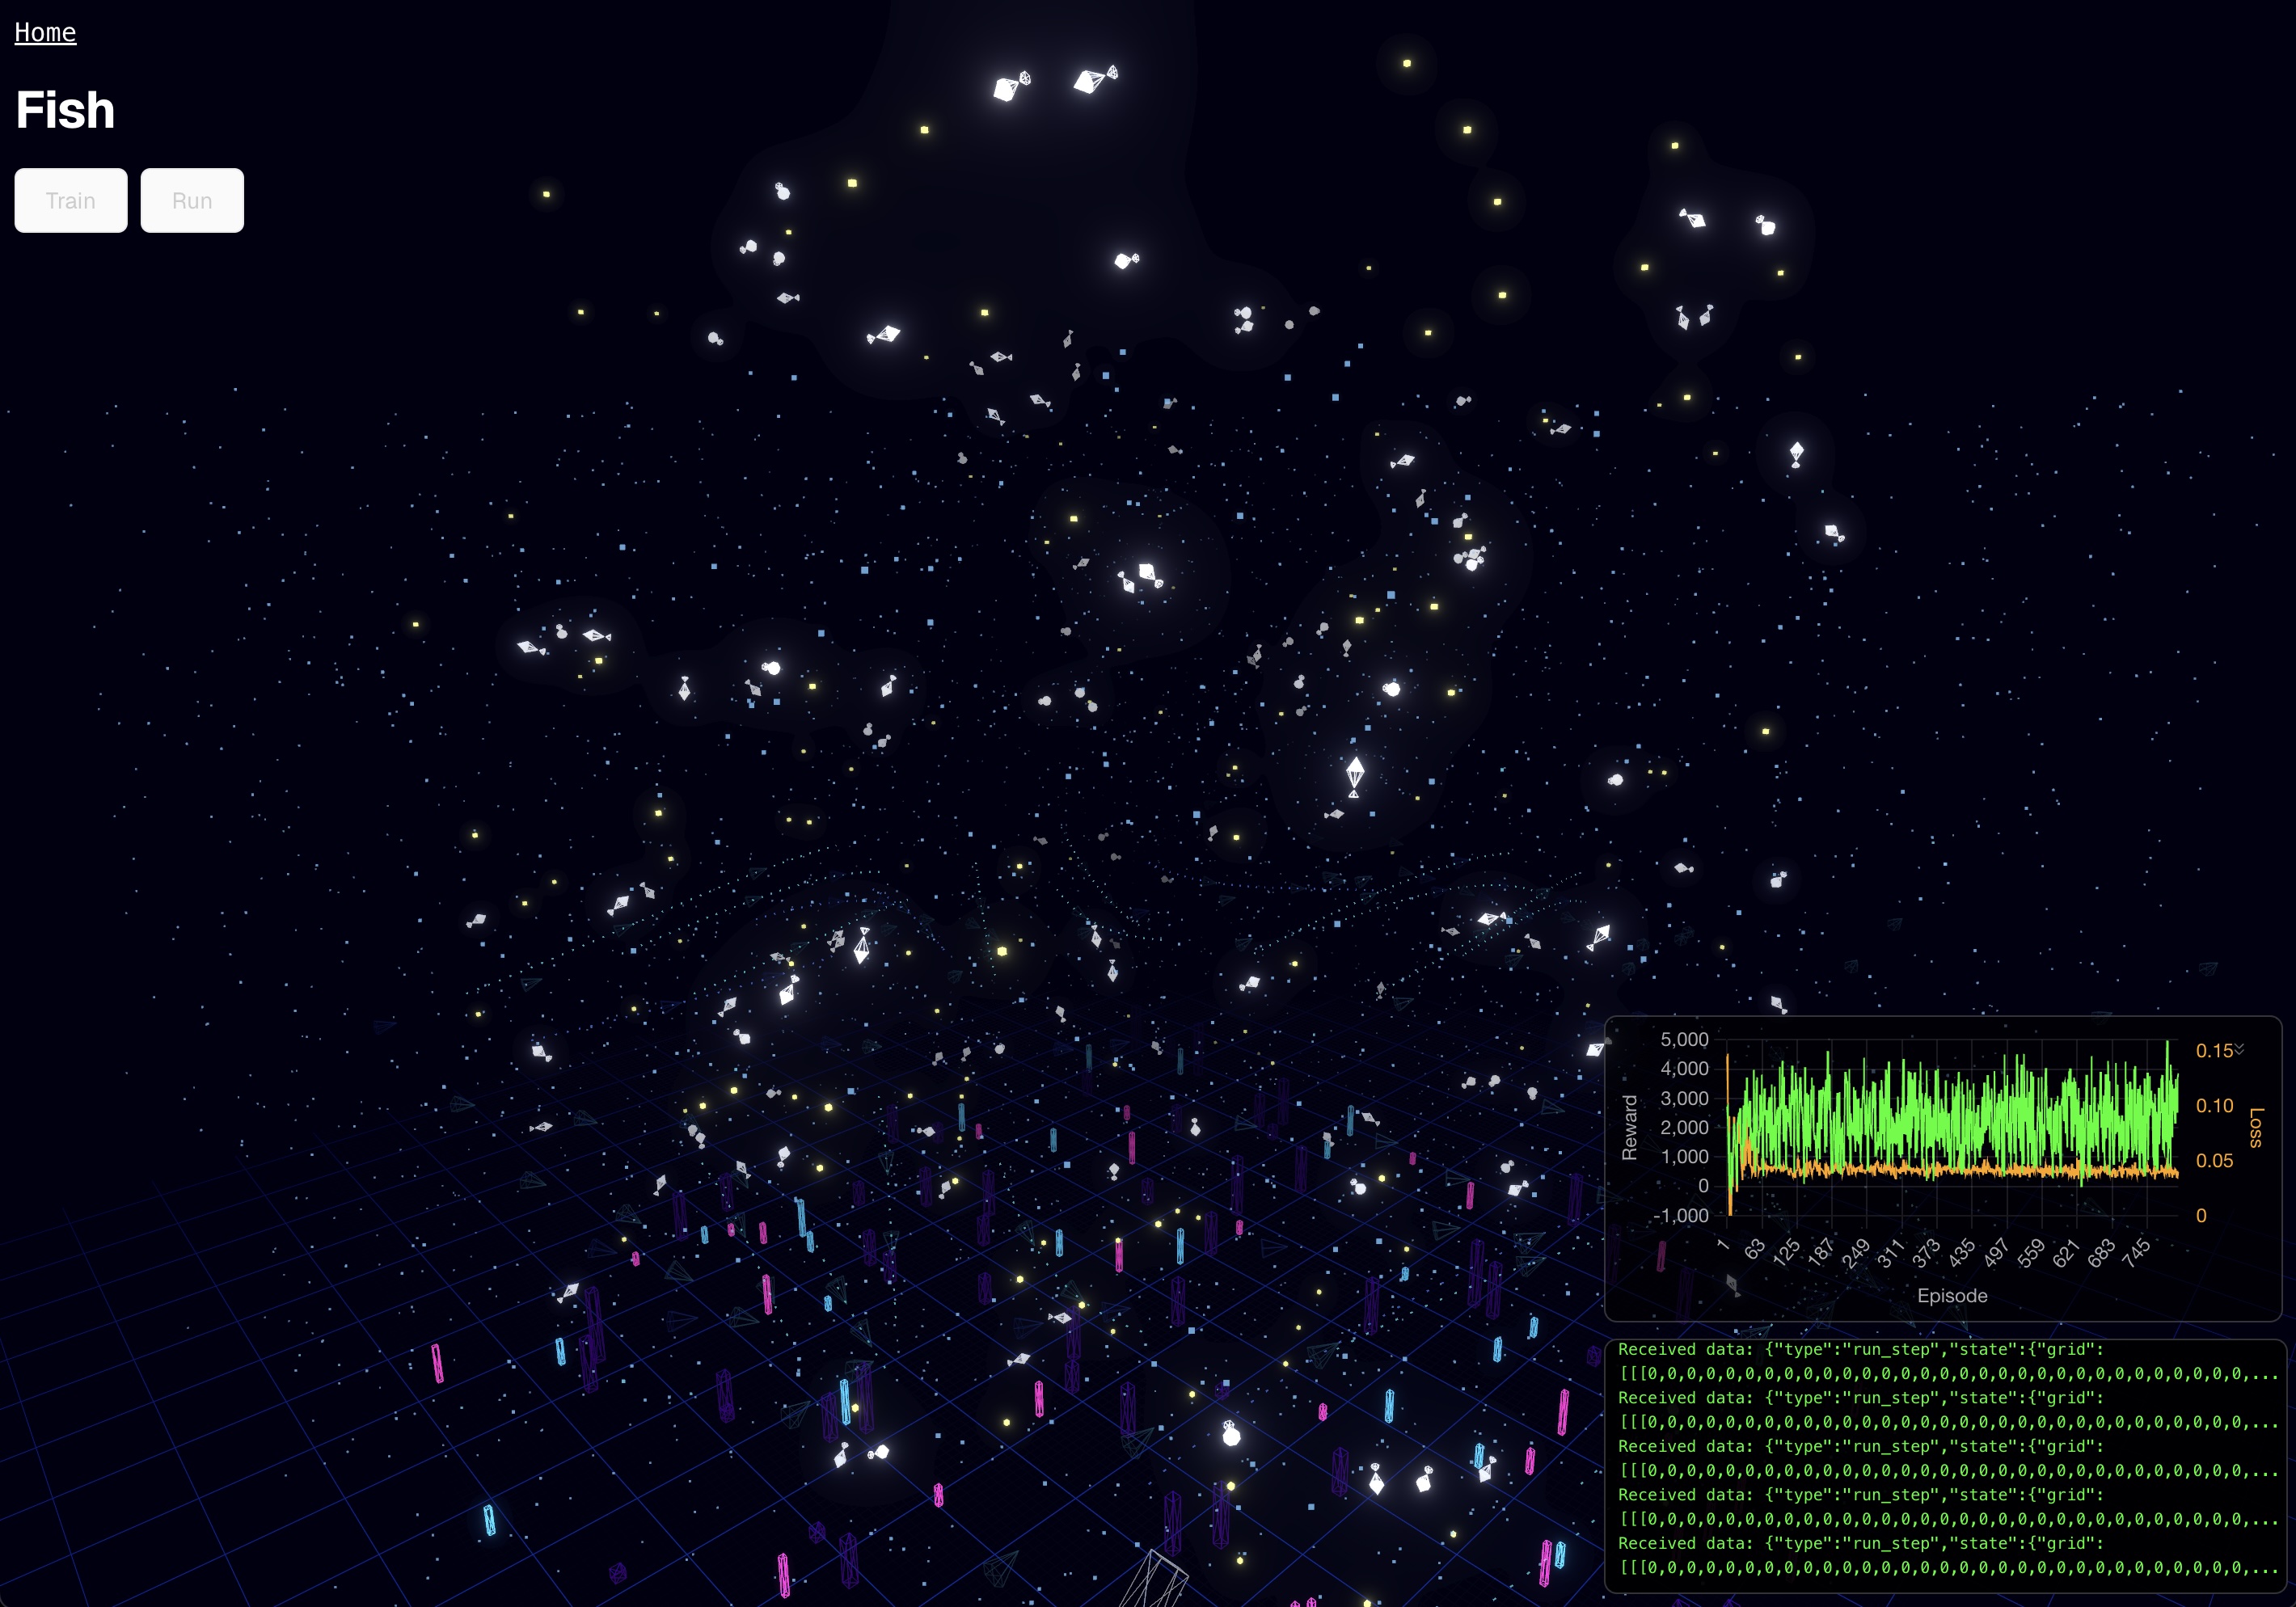 Home
Fish
Train
Run
5,000
4,000
3,000
2,000
1,000
0
-1,000
Reward
0.15
0.10
0.05
0
Loss
1
63
125
187
249
311
373
435
497
559
621
683
745
Episode
Received data: {"type":"run_step","state":{"grid":
[[[0,0,0,0,0,0,0,0,0,0,0,0,0,0,0,0,0,0,0,0,0,0,0,0,0,0,0,0,0,0,0,...
Received data: {"type":"run_step","state":{"grid":
[[[0,0,0,0,0,0,0,0,0,0,0,0,0,0,0,0,0,0,0,0,0,0,0,0,0,0,0,0,0,0,0,...
Received data: {"type":"run_step","state":{"grid":
[[[0,0,0,0,0,0,0,0,0,0,0,0,0,0,0,0,0,0,0,0,0,0,0,0,0,0,0,0,0,0,0,...
Received data: {"type":"run_step","state":{"grid":
[[[0,0,0,0,0,0,0,0,0,0,0,0,0,0,0,0,0,0,0,0,0,0,0,0,0,0,0,0,0,0,0,...
Received data: {"type":"run_step","state":{"grid":
[[[0,0,0,0,0,0,0,0,0,0,0,0,0,0,0,0,0,0,0,0,0,0,0,0,0,0,0,0,0,0,0,...